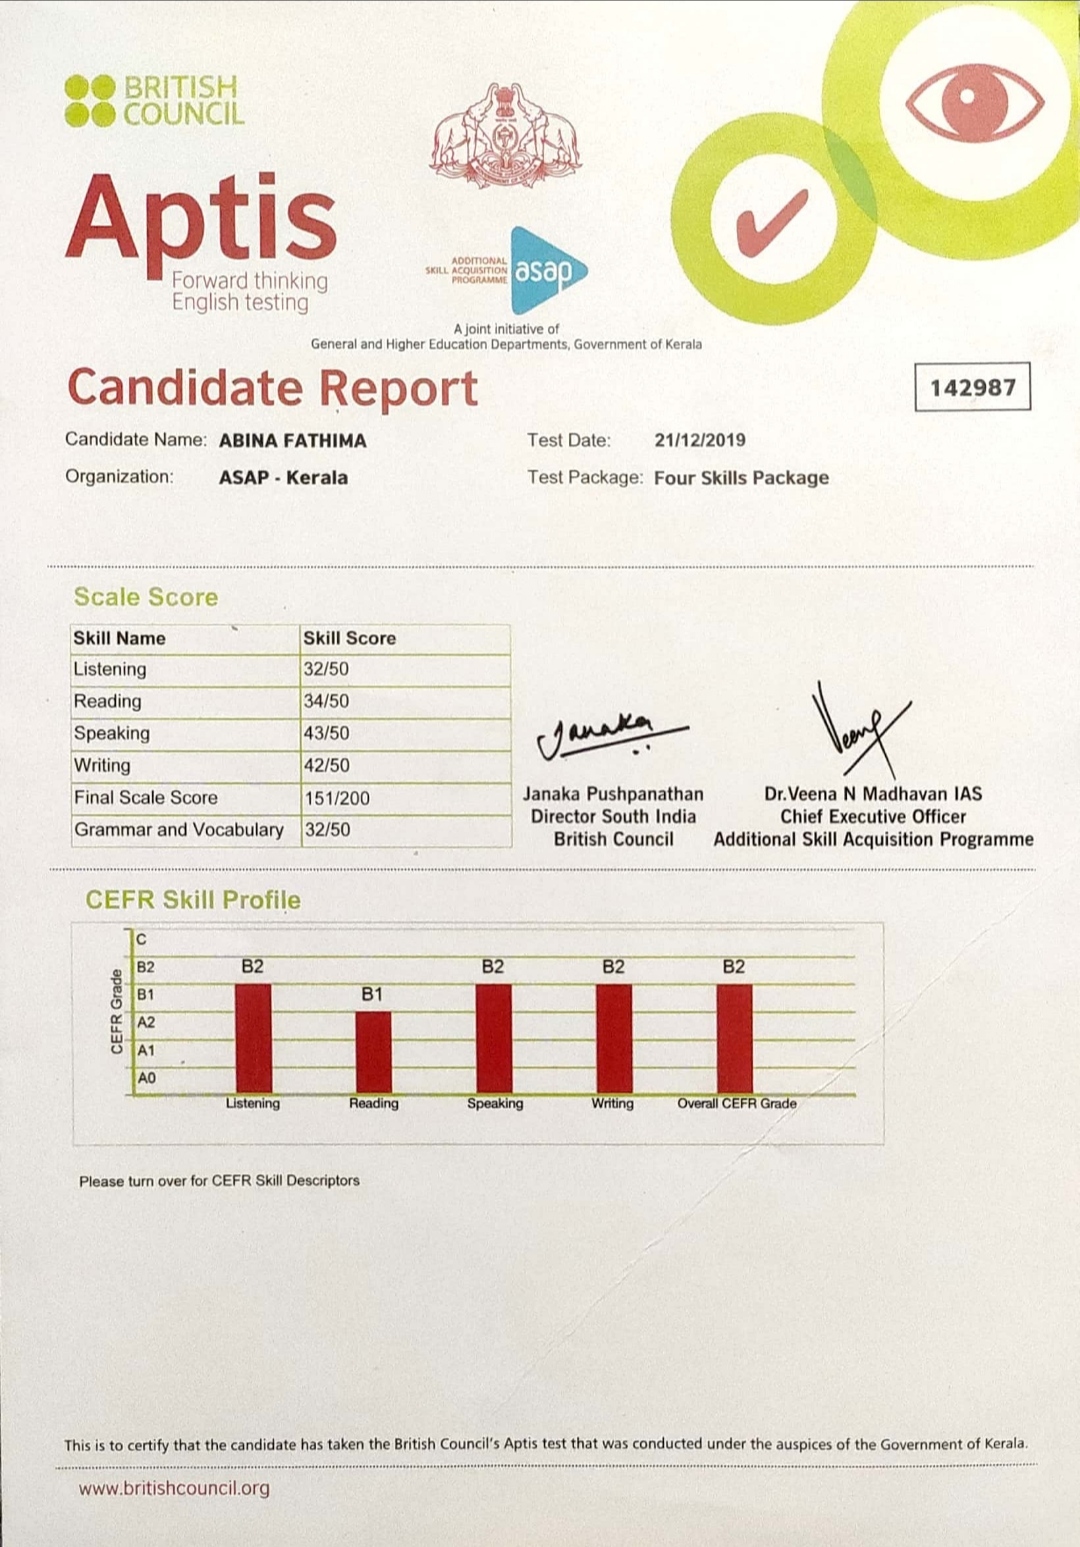 BRITISH
COUNCIL
Aptis
Forward thinking
English testing
ADDITIONAL
SKILL ACQUISITION
PROGRAMME
asap
A joint initiative of
General and Higher Education Departments, Government of Kerala
Candidate Report
142987
Candidate Name: ABINA FATHIMA
Test Date: 21/12/2019
Organization: ASAP - Kerala
Test Package: Four Skills Package
Scale Score
Skill Name Skill Score
Listening 32/50
Reading 34/50
Speaking 43/50
Writing 42/50
Final Scale Score 151/200
Grammar and Vocabulary 32/50
Janaka
Janaka Pushpanathan
Director South India
British Council
Veena
Dr.Veena N Madhavan IAS
Chief Executive Officer
Additional Skill Acquisition Programme
CEFR Skill Profile
CEFR Grade
C
B2
B1
A2
A1
A0
B2 B1 B2 B2 B2
Listening Reading Speaking Writing Overall CEFR Grade
Please turn over for CEFR Skill Descriptors
This is to certify that the candidate has taken the British Council's Aptis test that was conducted under the auspices of the Government of Kerala.
www.britishcouncil.org